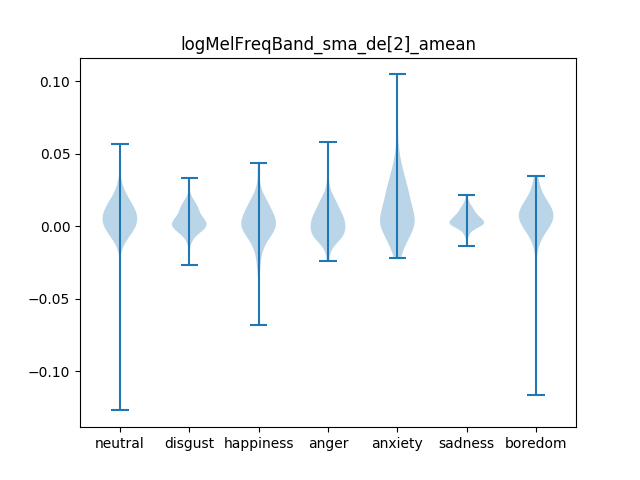 logMelFreqBand_sma_de[2]_amean
0.10
0.05
0.00
−0.05
−0.10
neutral disgust happiness anger anxiety sadness boredom